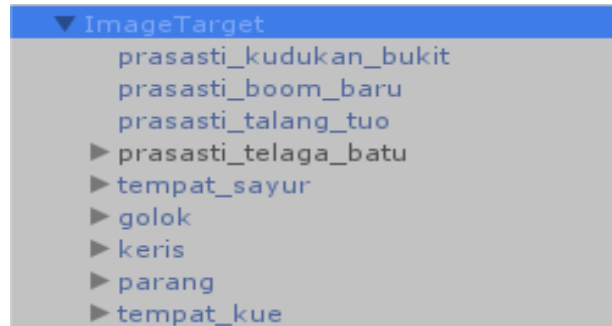 ImageTarget
prasasti_kudukan_bukit
prasasti_boom_baru
prasasti_talang_tuo
prasasti_telaga_batu
tempat_sayur
golok
keris
parang
tempat_kue